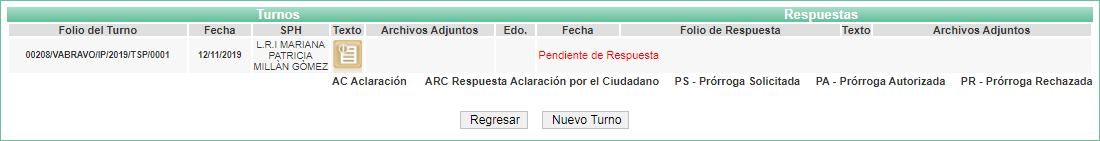 Turnos Respuestas
Folio del Turno Fecha SPH Texto Archivos Adjuntos Edo. Fecha Folio de Respuesta Texto Archivos Adjuntos
00208/VABRAVO/IP/2019/TSP/0001 12/11/2019 L.R.I MARIANA
PATRICIA
MILLÀN GÓMEZ
Pendiente de Respuesta
AC Aclaración ARC Respuesta Aclaración por el Ciudadano PS - Prórroga Solicitada PA - Prórroga Autorizada PR - Prórroga Rechazada
Regresar Nuevo Turno